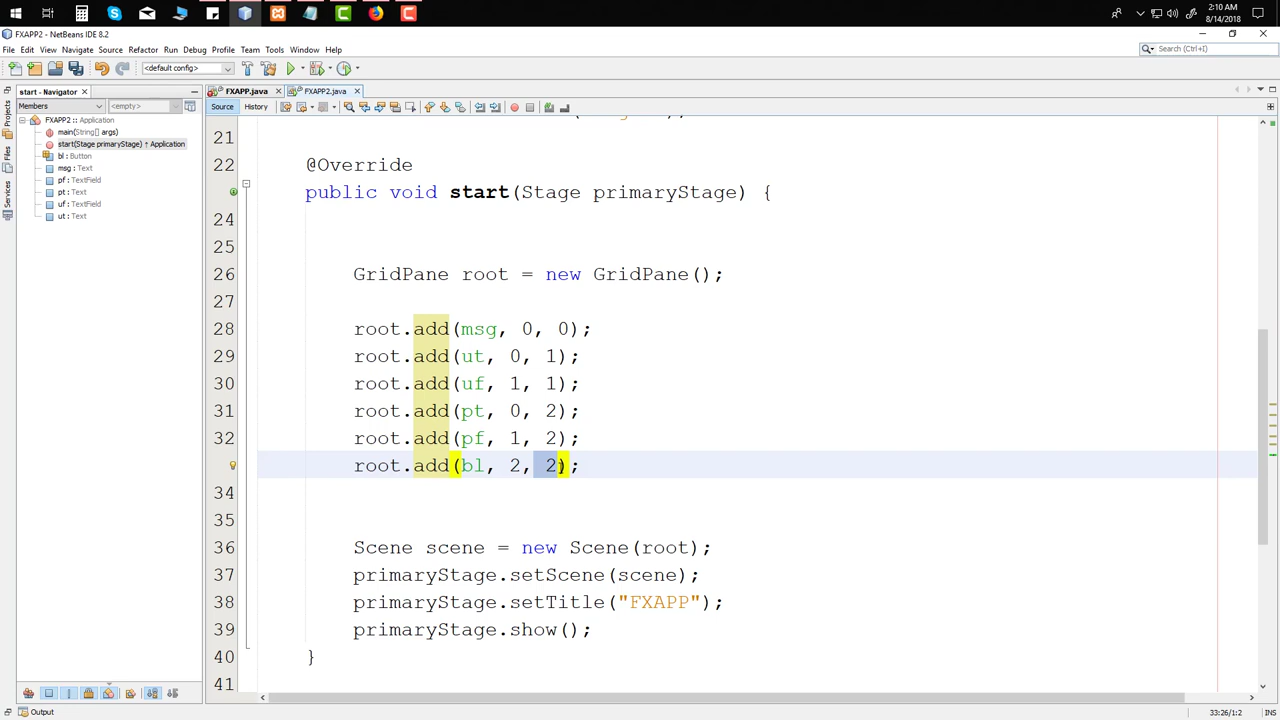 2:10 AM
8/14/2018
FXAPP2 - NetBeans IDE 8.2
File Edit View Navigate Source Refactor Run Debug Profile Team Tools Window Help
Search (Ctrl+I)
<default config>
start - Navigator
FXAPP.java
FXAPP2.java
Members
<empty>
Source
History
FXAPP2 :: Application
main(String[] args)
start(Stage primaryStage) ↑ Application
bl : Button
msg : Text
pf : TextField
pt : Text
uf : TextField
ut : Text
Projects
Files
Services
21
22 @Override
public void start(Stage primaryStage) {
24
25
26 GridPane root = new GridPane();
27
28 root.add(msg, 0, 0);
29 root.add(ut, 0, 1);
30 root.add(uf, 1, 1);
31 root.add(pt, 0, 2);
32 root.add(pf, 1, 2);
root.add(bl, 2, 2);
34
35
36 Scene scene = new Scene(root);
37 primaryStage.setScene(scene);
38 primaryStage.setTitle("FXAPP");
39 primaryStage.show();
40 }
41
Output
33:26/1:2
INS